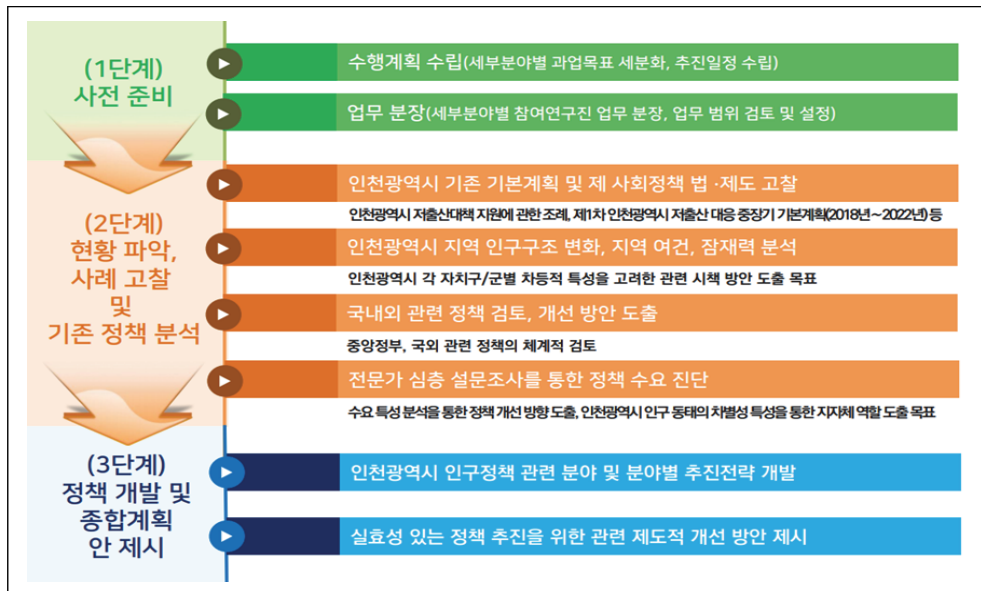 (1단계)
사전 준비
수행계획 수립(세부분야별 과업목표 세분화, 추진일정 수립)
업무 분장(세부분야별 참여연구진 업무 분장, 업무 범위 검토 및 설정)
(2단계)
현황 파악,
사례 고찰
및
기존 정책 분석
인천광역시 기존 기본계획 및 제 사회정책 법·제도 고찰
인천광역시 저출산대책 지원에 관한 조례, 제1차 인천광역시 저출산 대응 중장기 기본계획(2018년~2022년) 등
인천광역시 지역 인구구조 변화, 지역 여건, 잠재력 분석
인천광역시 각 자치구/군별 차등적 특성을 고려한 관련 시책 방안 도출 목표
국내외 관련 정책 검토, 개선 방안 도출
중앙정부, 국외 관련 정책의 체계적 검토
전문가 심층 설문조사를 통한 정책 수요 진단
수요 특성 분석을 통한 정책 개선 방향 도출, 인천광역시 인구 동태의 차별성 특성을 통한 지자체 역할 도출 목표
(3단계)
정책 개발 및
종합계획
안 제시
인천광역시 인구정책 관련 분야 및 분야별 추진전략 개발
실효성 있는 정책 추진을 위한 관련 제도적 개선 방안 제시